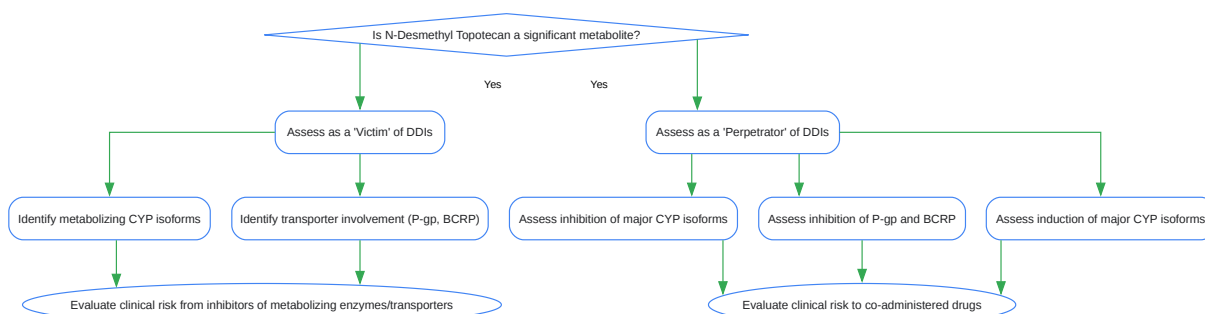 Is N-Desmethyl Topotecan a significant metabolite?
Yes
Yes
Assess as a 'Victim' of DDIs
Assess as a 'Perpetrator' of DDIs
Identify metabolizing CYP isoforms
Identify transporter involvement (P-gp, BCRP)
Assess inhibition of major CYP isoforms
Assess inhibition of P-gp and BCRP
Assess induction of major CYP isoforms
Evaluate clinical risk from inhibitors of metabolizing enzymes/transporters
Evaluate clinical risk to co-administered drugs